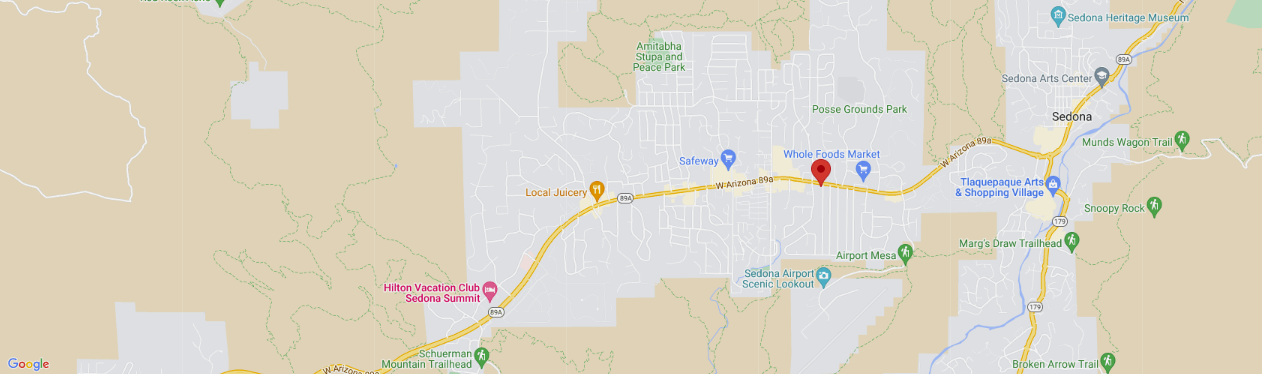 Sedona Heritage Museum
Amitabha
Stupa and
Peace Park
89A
Sedona Arts Center
Posse Grounds Park
Sedona
Munds Wagon Trail
W Arizona 89a
Safeway
Whole Foods Market
W Arizona 89a
Local Juicery
89A
Tlaquepaque Arts
& Shopping Village
Snoopy Rock
179
Marg's Draw Trailhead
Airport Mesa
Sedona Airport
Scenic Lookout
Hilton Vacation Club
Sedona Summit
89A
179
Schuerman
Mountain Trailhead
Broken Arrow Trail
Google
W Arizona 89a